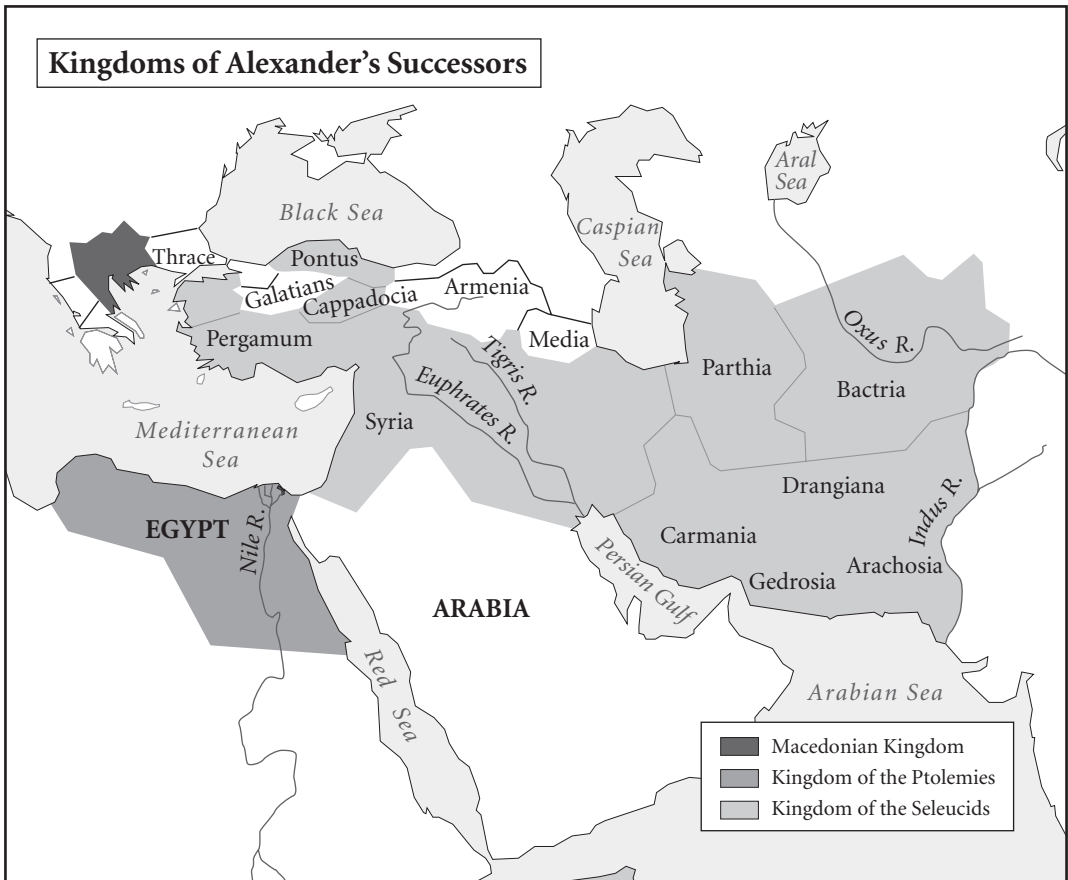 Kingdoms of Alexander's Successors
Aral
Sea
Black Sea
Caspian
Sea
Thrace
Pontus
Galatians
Cappadocia
Armenia
Pergamum
Media
Tigris R.
Oxus R.
Parthia
Bactria
Euphrates R.
Syria
Mediterranean
Sea
Drangiana
Indus R.
EGYPT
Nile R.
Carmania
Persian Gulf
Gedrosia
Arachosia
ARABIA
Red Sea
Arabian Sea
Macedonian Kingdom
Kingdom of the Ptolemies
Kingdom of the Seleucids